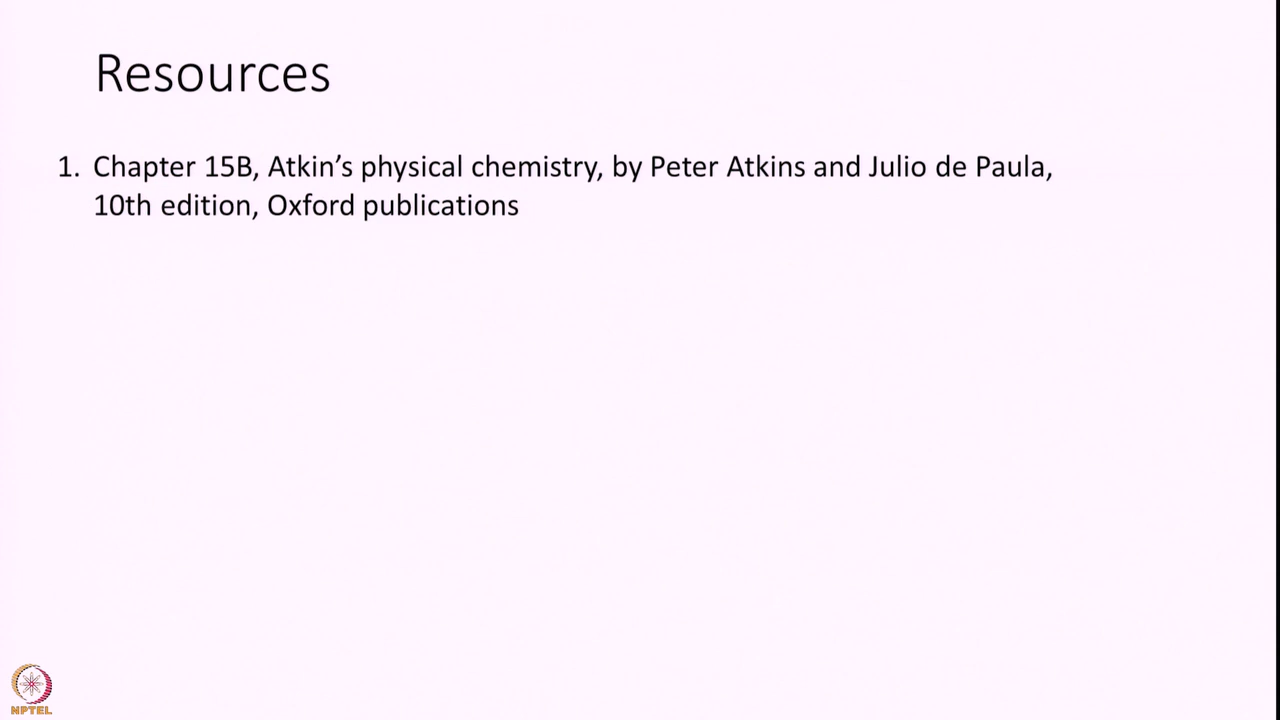 Resources
1. Chapter 15B, Atkin’s physical chemistry, by Peter Atkins and Julio de Paula,
10th edition, Oxford publications
NPTEL